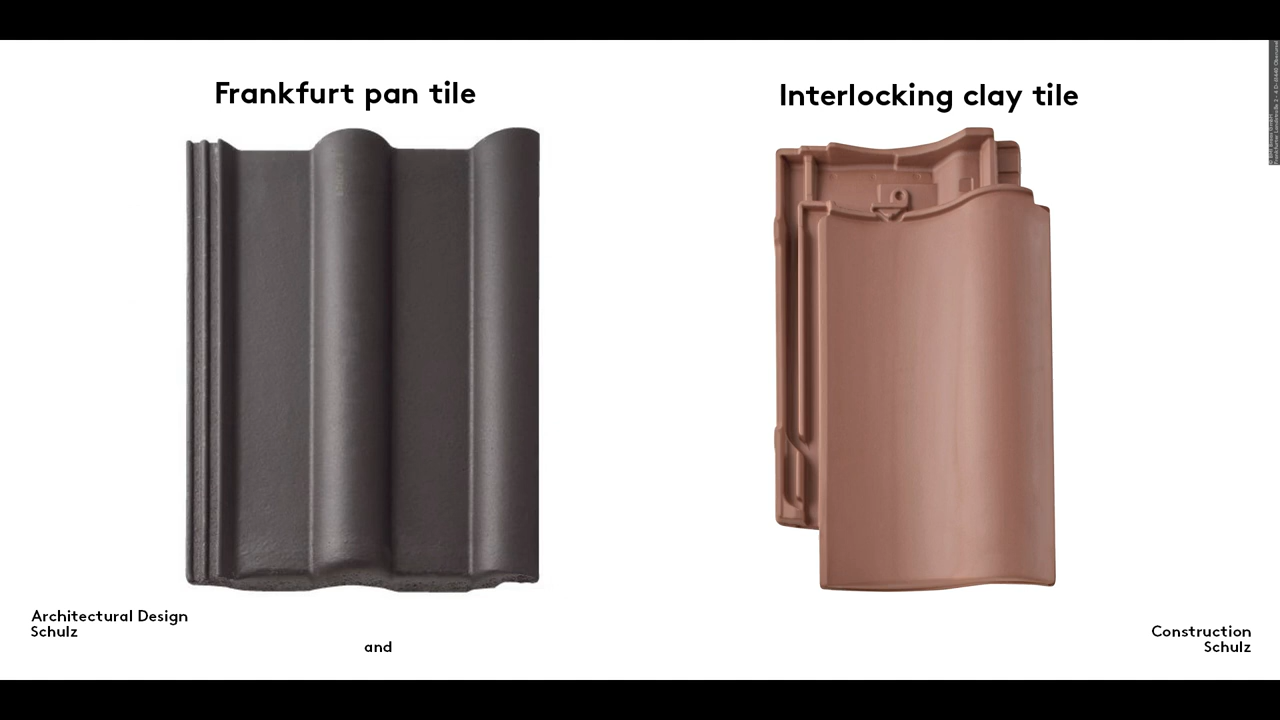 Frankfurt pan tile
Interlocking clay tile
Architectural Design
Schulz
and
Construction
Schulz